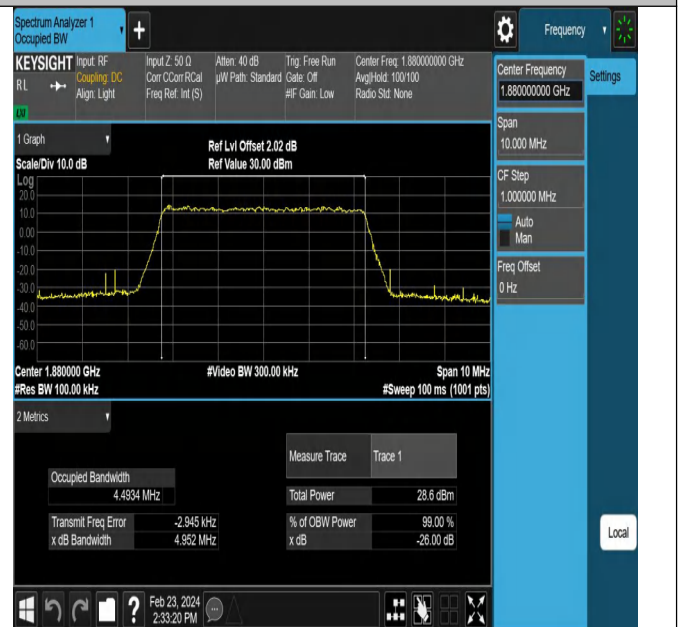 Spectrum Analyzer 1
Occupied BW
Frequency
KEYSIGHT
RL
LXI
Input: RF
Coupling: DC
Align: Light
Input Z: 50 Ω
Corr CCorr RCal
Freq Ref: Int (S)
Atten: 40 dB
µW Path: Standard
Trig: Free Run
Gate: Off
#IF Gain: Low
Center Freq: 1.880000000 GHz
Avg|Hold: 100/100
Radio Std: None
Center Frequency
1.880000000 GHz
Settings
Span
10.000 MHz
CF Step
1.000000 MHz
Auto
Man
Freq Offset
0 Hz
Local
1 Graph
Scale/Div 10.0 dB
Ref Lvl Offset 2.02 dB
Ref Value 30.00 dBm
Log
20.0
10.0
0.00
-10.0
-20.0
-30.0
-40.0
-50.0
-60.0
Center 1.880000 GHz
#Video BW 300.00 kHz
Span 10 MHz
#Res BW 100.00 kHz
#Sweep 100 ms (1001 pts)
2 Metrics
Measure Trace
Trace 1
Occupied Bandwidth
4.4934 MHz
Total Power
28.6 dBm
Transmit Freq Error
-2.945 kHz
% of OBW Power
99.00 %
x dB Bandwidth
4.952 MHz
x dB
-26.00 dB
?
Feb 23, 2024
2:33:20 PM